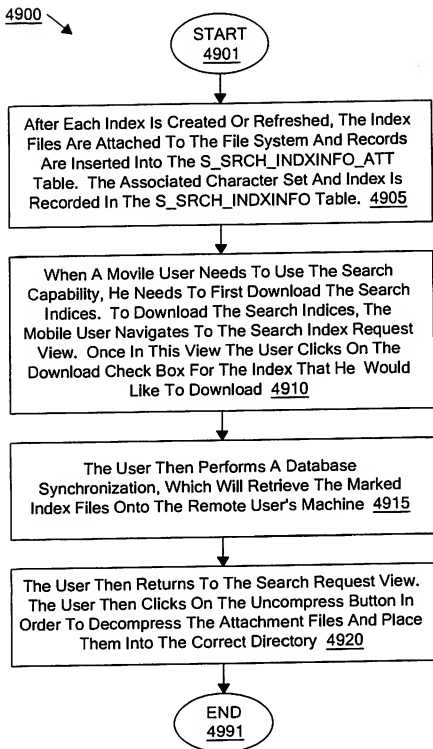 4900
START
4901
After Each Index Is Created Or Refreshed, The Index
Files Are Attached To The File System And Records
Are Inserted Into The S_SRCH_INDXINFO_ATT
Table. The Associated Character Set And Index Is
Recorded In The S_SRCH_INDXINFO Table. 4905
When A Movile User Needs To Use The Search
Capability, He Needs To First Download The Search
Indices. To Download The Search Indices, The
Mobile User Navigates To The Search Index Request
View. Once In This View The User Clicks On The
Download Check Box For The Index That He Would
Like To Download 4910
The User Then Performs A Database
Synchronization, Which Will Retrieve The Marked
Index Files Onto The Remote User's Machine 4915
The User Then Returns To The Search Request View.
The User Then Clicks On The Uncompress Button In
Order To Decompress The Attachment Files And Place
Them Into The Correct Directory 4920
END
4991